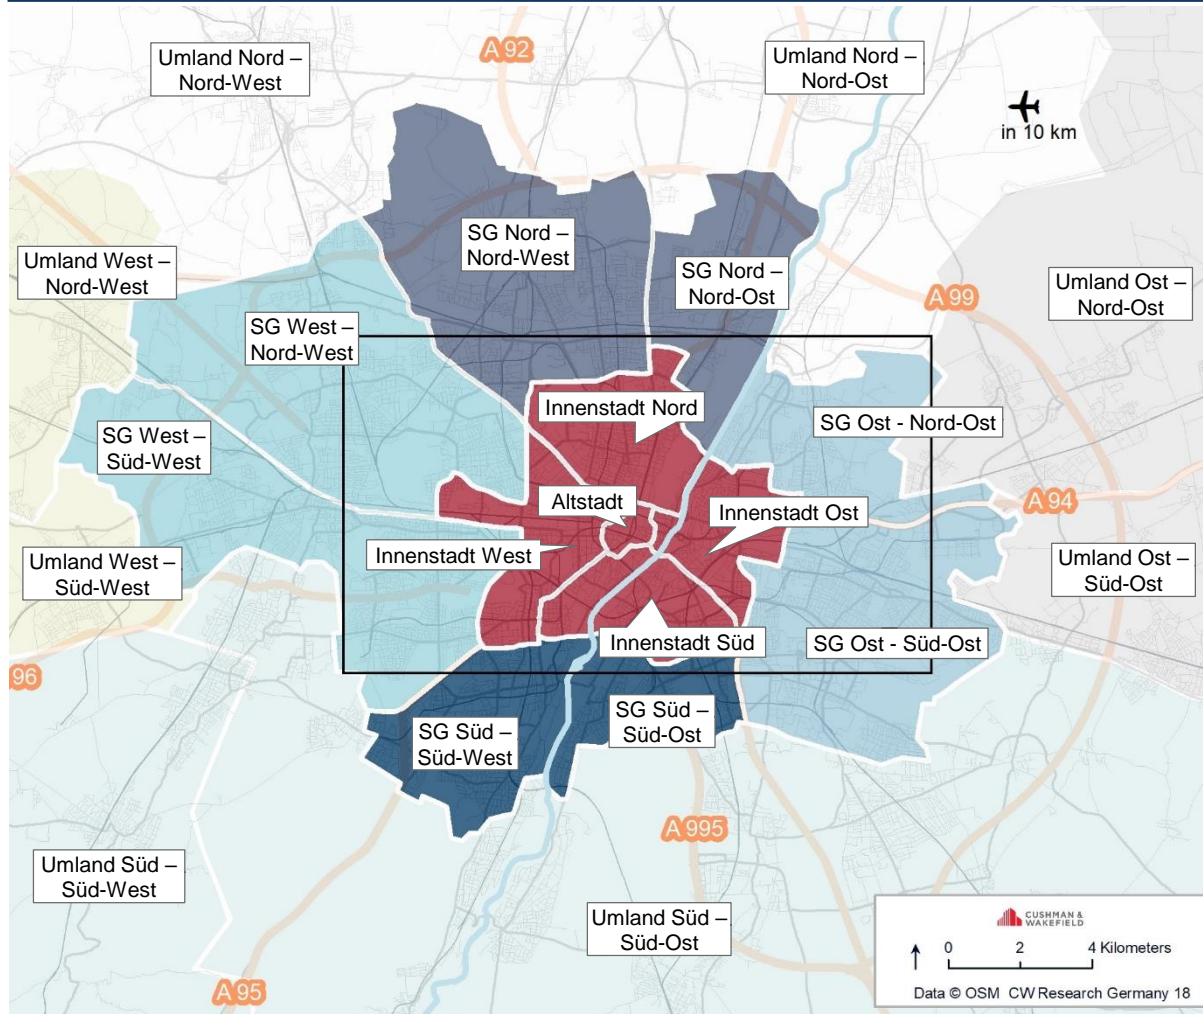 Umland Nord –
Nord-West
A 92
Umland Nord –
Nord-Ost
in 10 km
SG Nord –
Nord-West
Umland West –
Nord-West
SG Nord –
Nord-Ost
A 99
Umland Ost –
Nord-Ost
SG West –
Nord-West
Innenstadt Nord
SG Ost - Nord-Ost
SG West –
Süd-West
Altstadt
Innenstadt Ost
A 94
Innenstadt West
Umland West –
Süd-West
Umland Ost –
Süd-Ost
Innenstadt Süd
SG Ost - Süd-Ost
96
SG Süd –
Süd-West
SG Süd –
Süd-Ost
A 995
Umland Süd –
Süd-West
Umland Süd –
Süd-Ost
A 95
CUSHMAN &
WAKEFIELD
0 2 4 Kilometers
Data © OSM CW Research Germany 18